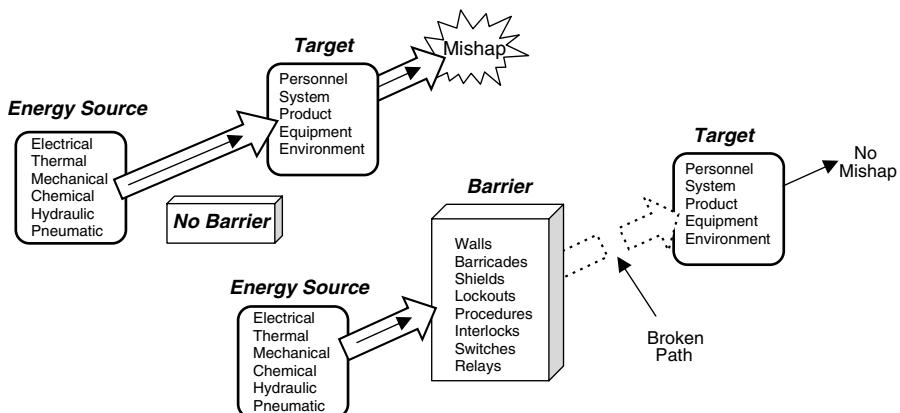 Target
Mishap
Personnel
System
Product
Equipment
Environment
Energy Source
Electrical
Thermal
Mechanical
Chemical
Hydraulic
Pneumatic
No Barrier
Energy Source
Electrical
Thermal
Mechanical
Chemical
Hydraulic
Pneumatic
Barrier
Walls
Barricades
Shields
Lockouts
Procedures
Interlocks
Switches
Relays
Broken
Path
Target
Personnel
System
Product
Equipment
Environment
No
Mishap